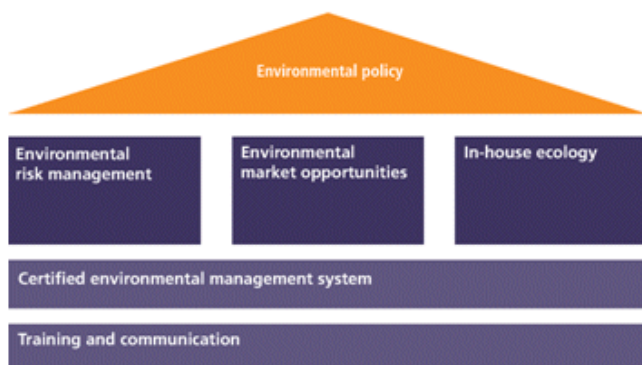 Environmental policy
Environmental
risk management
Environmental
market opportunities
In-house ecology
Certified environmental management system
Training and communication